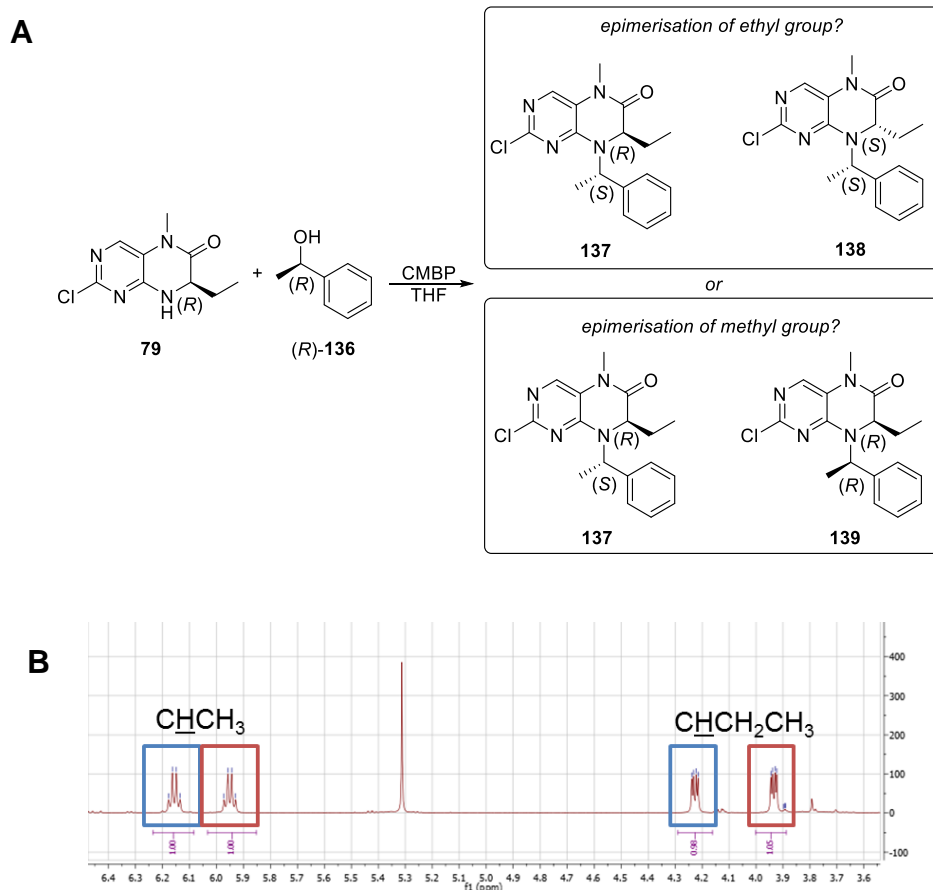 A
epimerisation of ethyl group?
N
N
O
N
N
Cl
(R)
(S)
137
N
N
O
N
N
Cl
(S)
(S)
138
or
N
N
O
N
N
H
Cl
(R)
79
+
OH
(R)
(R)-136
CMBP
THF
epimerisation of methyl group?
N
N
O
N
N
Cl
(R)
(S)
137
N
N
O
N
N
Cl
(R)
(R)
139
B
CHCH3
CHCH2CH3
400
300
200
100
0
-100
1.00
1.00
0.98
1.05
6.4 6.3 6.2 6.1 6.0 5.9 5.8 5.7 5.6 5.5 5.4 5.3 5.2 5.1 5.0 4.9 4.8 4.7 4.6 4.5 4.4 4.3 4.2 4.1 4.0 3.9 3.8 3.7 3.6
f1 (ppm)